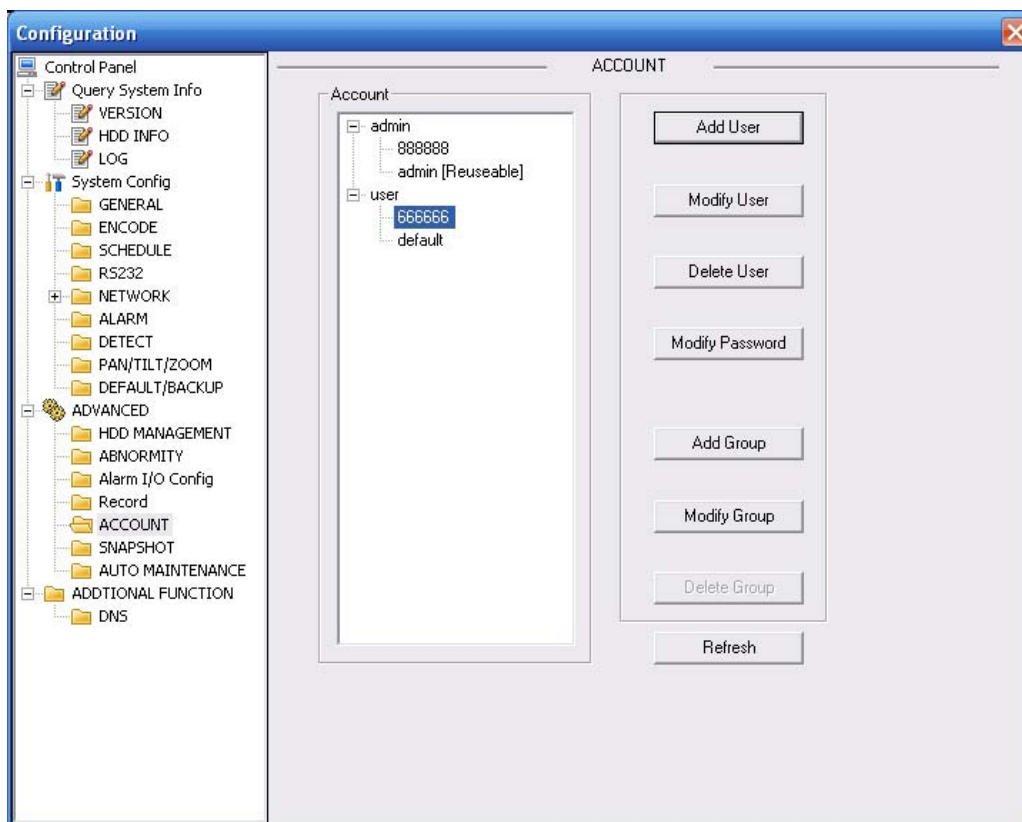 Configuration
Control Panel
Query System Info
VERSION
HDD INFO
LOG
System Config
GENERAL
ENCODE
SCHEDULE
RS232
NETWORK
ALARM
DETECT
PAN/TILT/ZOOM
DEFAULT/BACKUP
ADVANCED
HDD MANAGEMENT
ABNORMITY
Alarm I/O Config
Record
ACCOUNT
SNAPSHOT
AUTO MAINTENANCE
ADDTIONAL FUNCTION
DNS
ACCOUNT
Account
admin
888888
admin [Reuseable]
user
666666
default
Add User
Modify User
Delete User
Modify Password
Add Group
Modify Group
Delete Group
Refresh